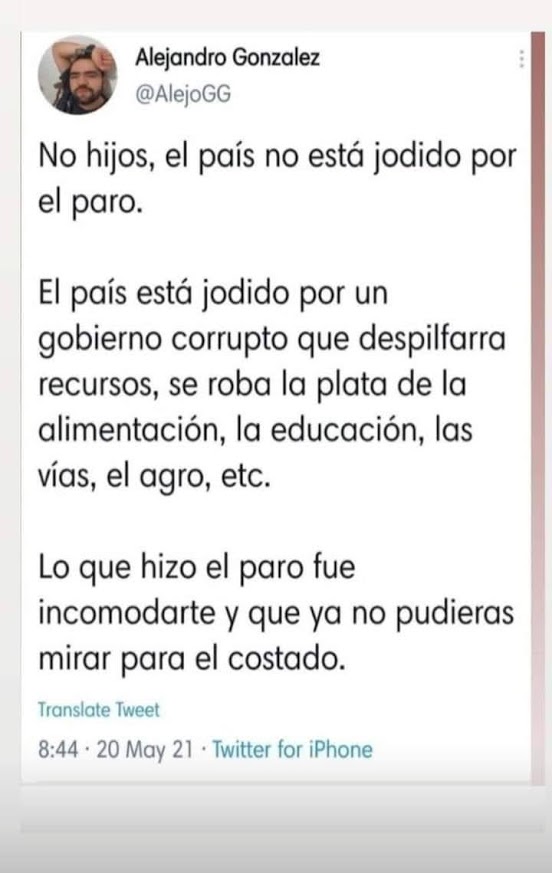 Alejandro Gonzalez
@AlejoGG
No hijos, el país no está jodido por
el paro.
El país está jodido por un
gobierno corrupto que despilfarra
recursos, se roba la plata de la
alimentación, la educación, las
vías, el agro, etc.
Lo que hizo el paro fue
incomodarte y que ya no pudieras
mirar para el costado.
Translate Tweet
8:44 · 20 May 21 · Twitter for iPhone